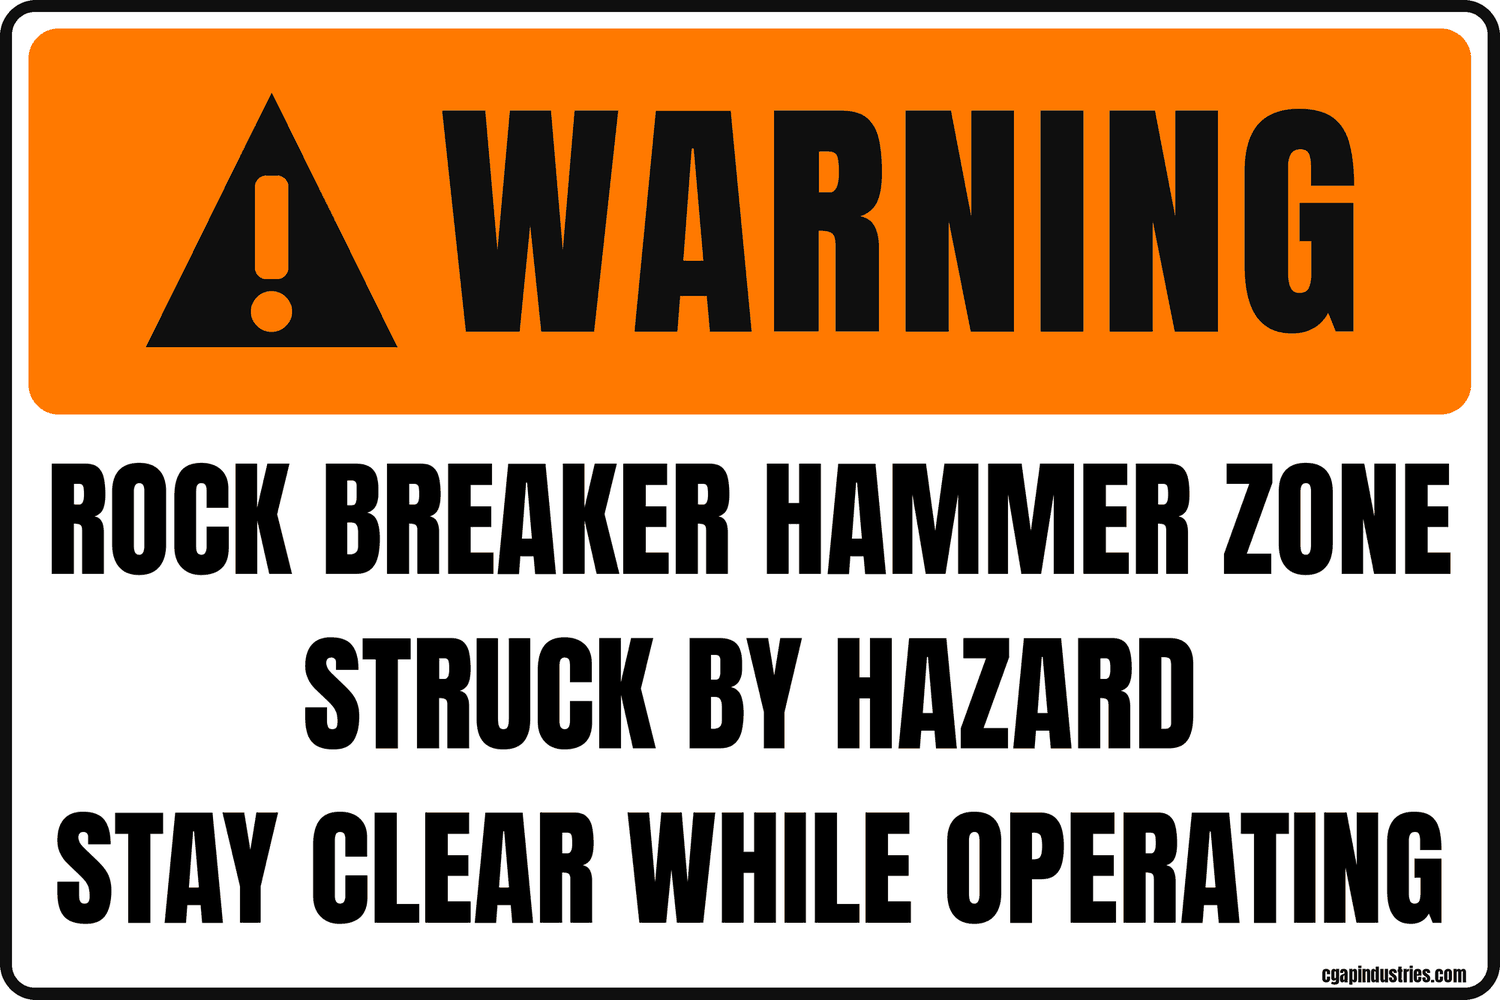 WARNING
ROCK BREAKER HAMMER ZONE
STRUCK BY HAZARD
STAY CLEAR WHILE OPERATING
cgapindustries.com